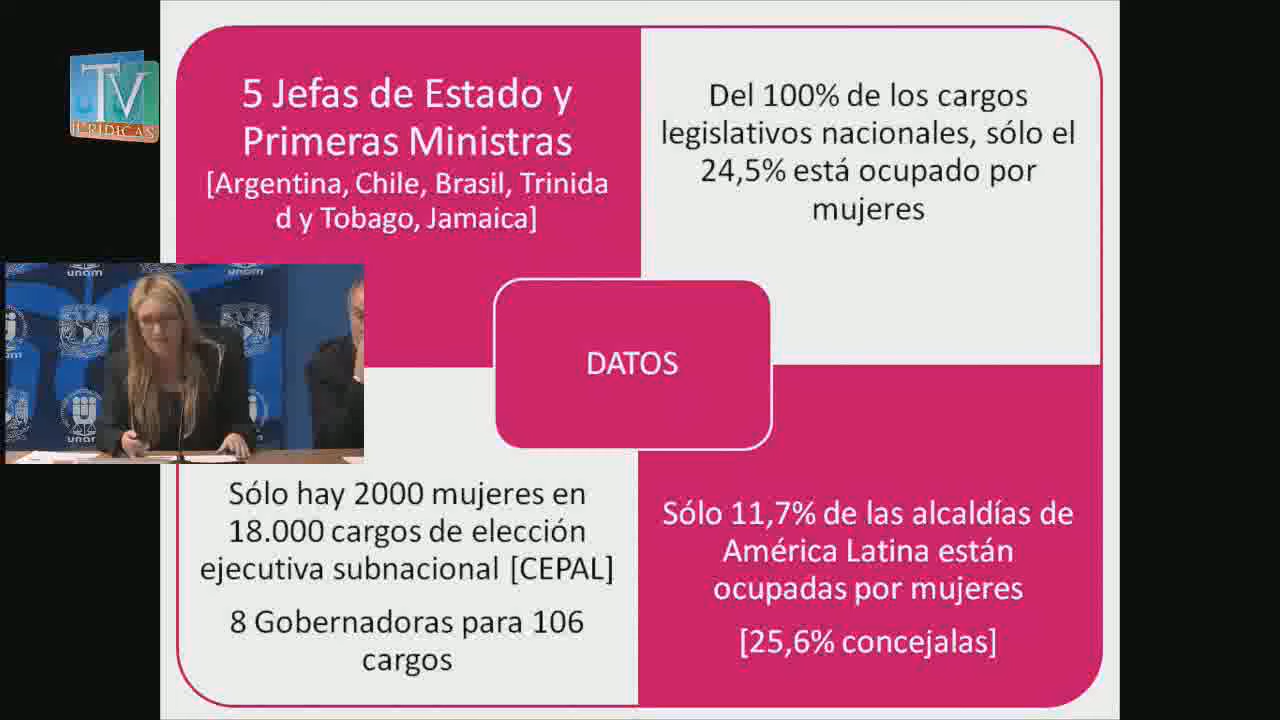 TV
JURIDICAS
5 Jefas de Estado y
Primeras Ministras
[Argentina, Chile, Brasil, Trinida
d y Tobago, Jamaica]
Del 100% de los cargos
legislativos nacionales, sólo el
24,5% está ocupado por
mujeres
unam
unam
DATOS
unam
Sólo hay 2000 mujeres en
18.000 cargos de elección
ejecutiva subnacional [CEPAL]
8 Gobernadoras para 106
cargos
Sólo 11,7% de las alcaldías de
América Latina están
ocupadas por mujeres
[25,6% concejalas]